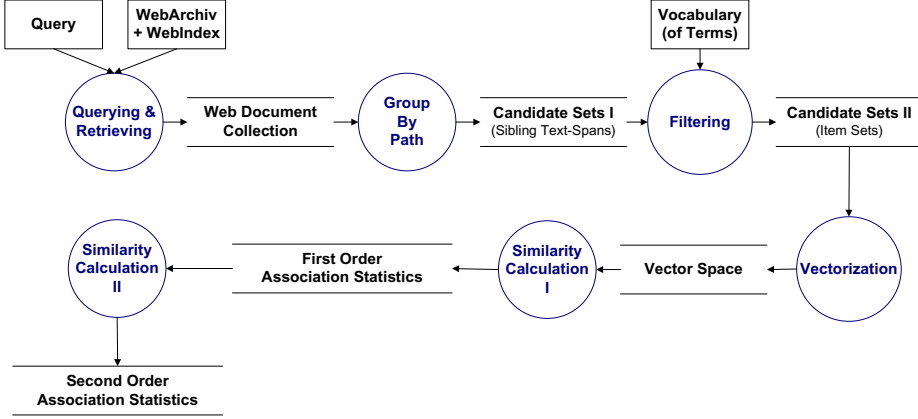 Query
WebArchiv
+ WebIndex
Vocabulary
(of Terms)
Querying &
Retrieving
Web Document
Collection
Group
By
Path
Candidate Sets I
(Sibling Text-Spans)
Filtering
Candidate Sets II
(Item Sets)
Vectorization
Vector Space
Similarity
Calculation
I
First Order
Association Statistics
Similarity
Calculation
II
Second Order
Association Statistics